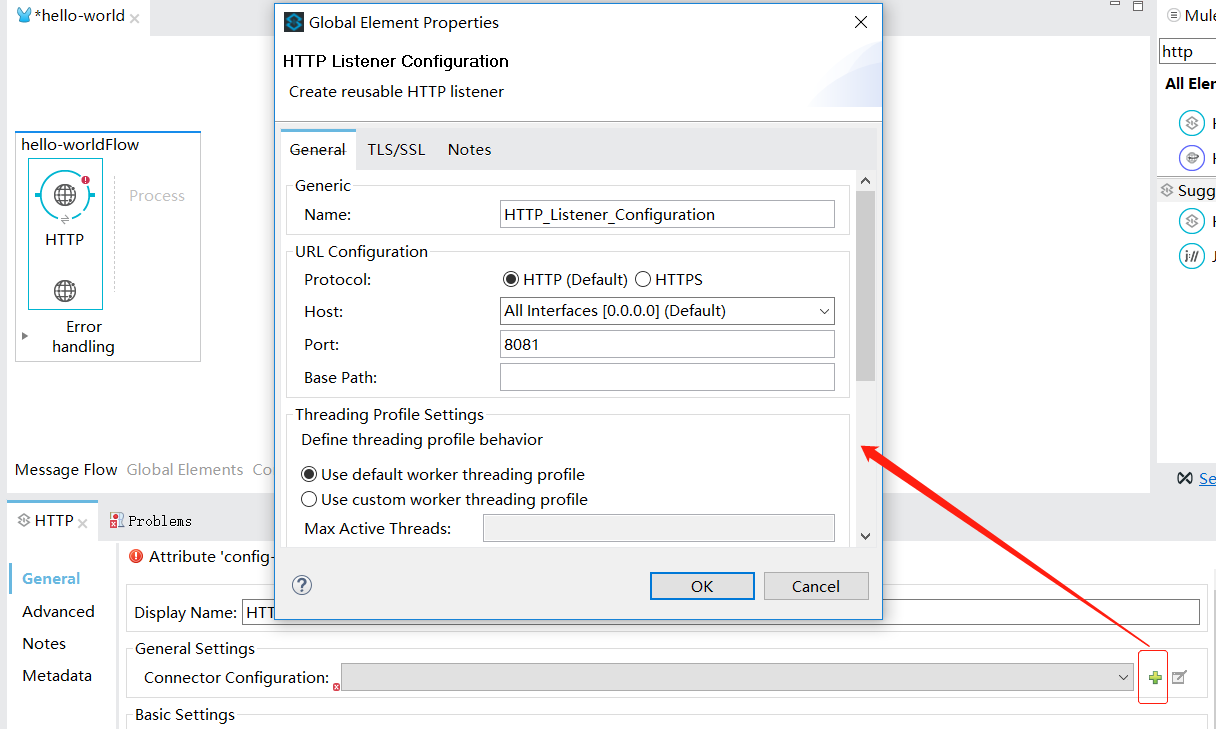 *hello-world
Global Element Properties
HTTP Listener Configuration
Create reusable HTTP listener
General
TLS/SSL
Notes
Generic
Name: HTTP_Listener_Configuration
URL Configuration
Protocol: HTTP (Default) HTTPS
Host: All Interfaces [0.0.0.0] (Default)
Port: 8081
Base Path:
Threading Profile Settings
Define threading profile behavior
Use default worker threading profile
Use custom worker threading profile
Max Active Threads:
?
OK
Cancel
hello-worldFlow
HTTP
Process
Error
handling
Message Flow
Global Elements
Co
Mule
http
All Eler
H
H
Sugg
H
j://
J
Se
HTTP
Problems
General
Advanced
Notes
Metadata
Attribute 'config-
Display Name: HTT
General Settings
Connector Configuration:
Basic Settings